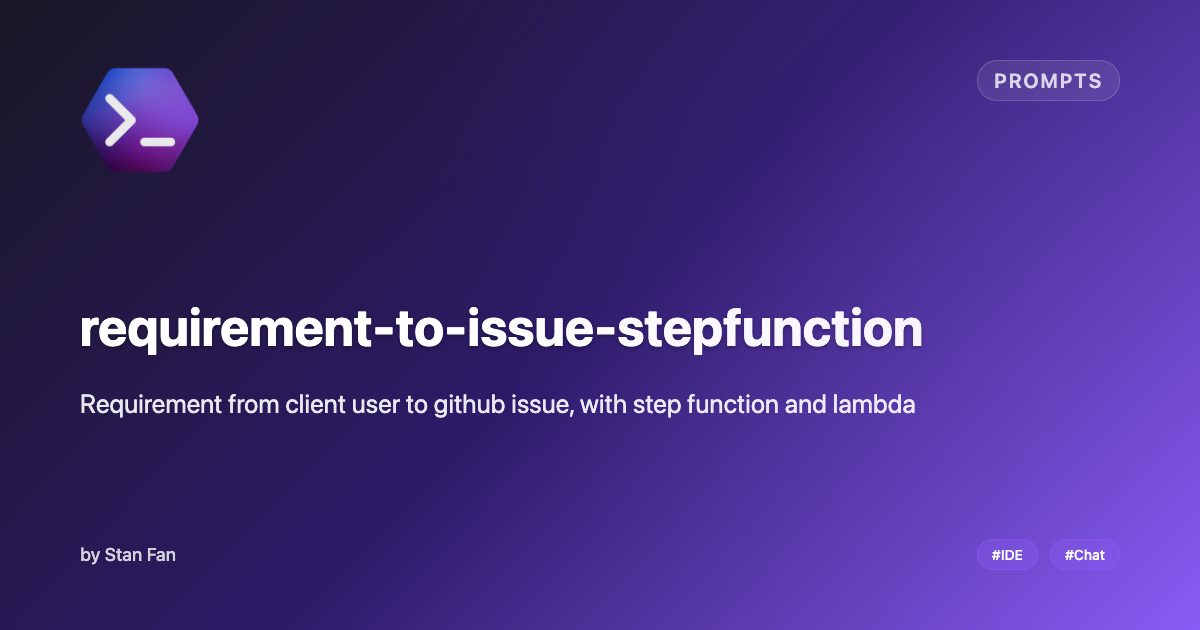 PROMPTS
requirement-to-issue-stepfunction
Requirement from client user to github issue, with step function and lambda
by Stan Fan
#IDE
#Chat